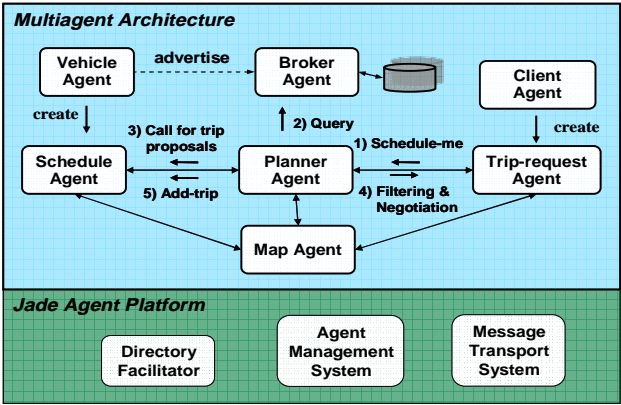 Multiagent Architecture
Vehicle
Agent
advertise
Broker
Agent
Client
Agent
create
2) Query
create
3) Call for trip
proposals
1) Schedule-me
Schedule
Agent
Planner
Agent
Trip-request
Agent
5) Add-trip
4) Filtering &
Negotiation
Map Agent
Jade Agent Platform
Directory
Facilitator
Agent
Management
System
Message
Transport
System